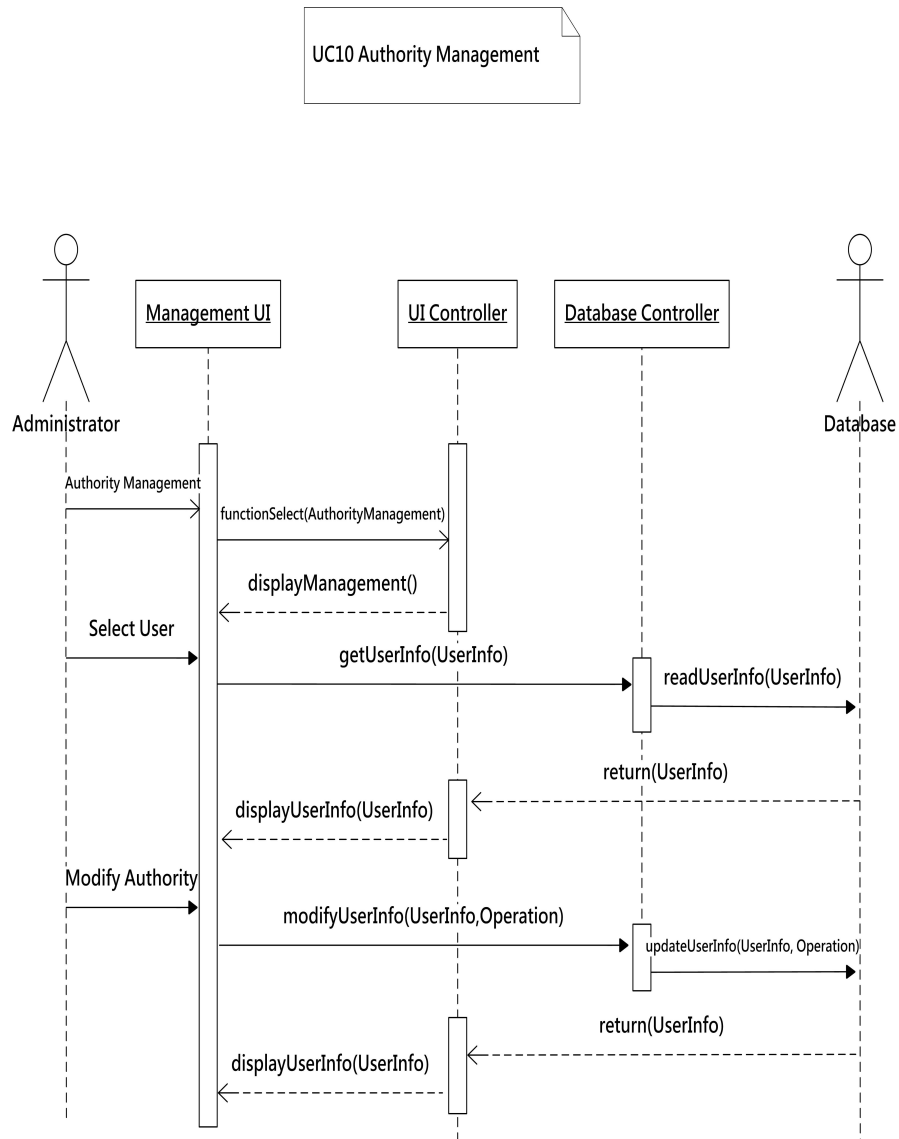 UC10 Authority Management
Management UI
UI Controller
Database Controller
Administrator
Database
Authority Management
functionSelect(AuthorityManagement)
displayManagement()
Select User
getUserInfo(UserInfo)
readUserInfo(UserInfo)
return(UserInfo)
displayUserInfo(UserInfo)
Modify Authority
modifyUserInfo(UserInfo,Operation)
updateUserInfo(UserInfo, Operation)
return(UserInfo)
displayUserInfo(UserInfo)